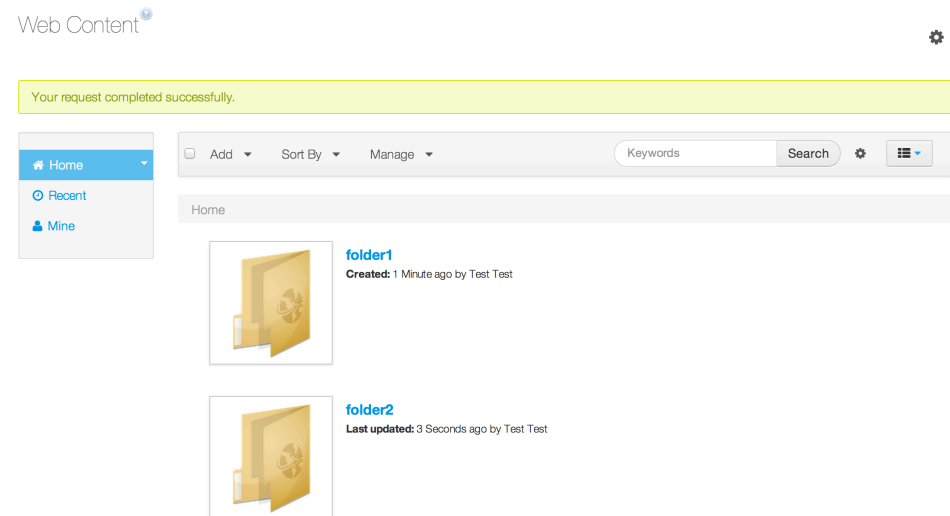 Web Content
Your request completed successfully.
Home
Recent
Mine
Add
Sort By
Manage
Keywords
Search
Home
folder1
Created: 1 Minute ago by Test Test
folder2
Last updated: 3 Seconds ago by Test Test